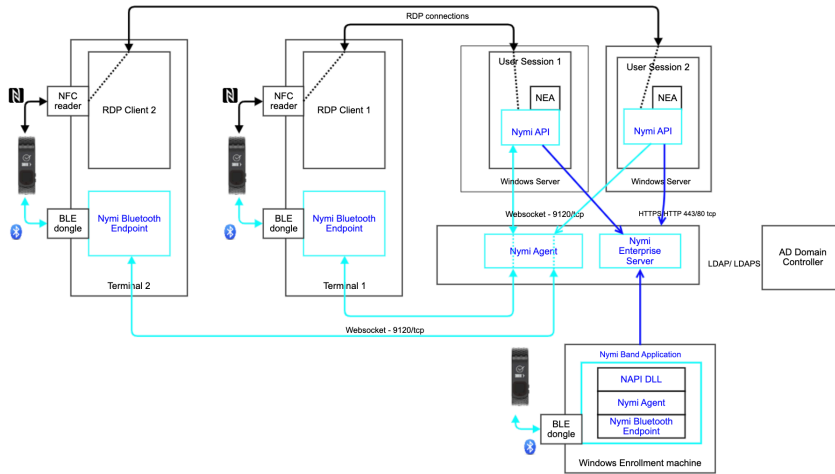 RDP connections
User Session 1
User Session 2
NFC
reader
RDP Client 2
NFC
reader
RDP Client 1
NEA
NEA
Nymi API
Nymi API
Windows Server
Windows Server
BLE
dongle
Nymi Bluetooth
Endpoint
BLE
dongle
Nymi Bluetooth
Endpoint
Websocket - 9120/tcp
HTTPS/HTTP 443/80 tcp
Nymi Agent
Nymi
Enterprise
Server
LDAP/ LDAPS
AD Domain
Controller
Terminal 2
Terminal 1
Websocket - 9120/tcp
Nymi Band Application
NAPI DLL
Nymi Agent
Nymi Bluetooth
Endpoint
BLE
dongle
Windows Enrollment machine